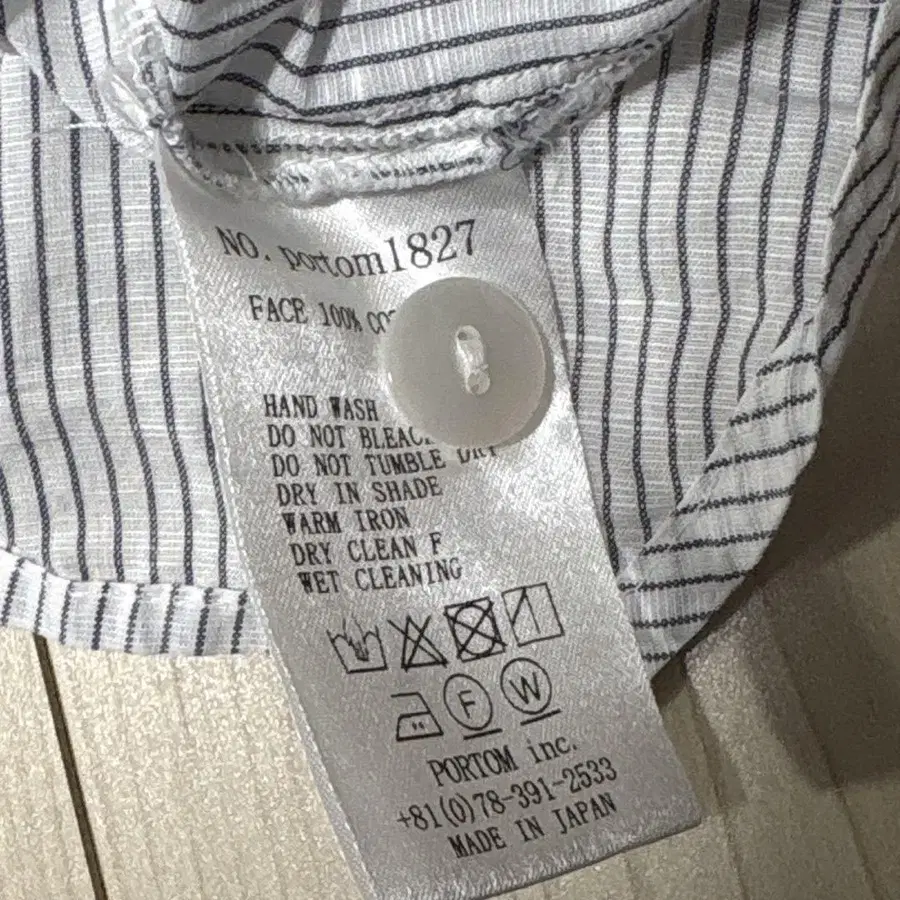 NO. portom1827
FACE 100%
HAND WASH
DO NOT
DO NOT TUMBLE DRY
DRY IN SHADE
WARM IRON
DRY CLEAN F
WET CLEANING
F W
PORTOM inc.
+81(0)78-391-2533
MADE IN JAPAN